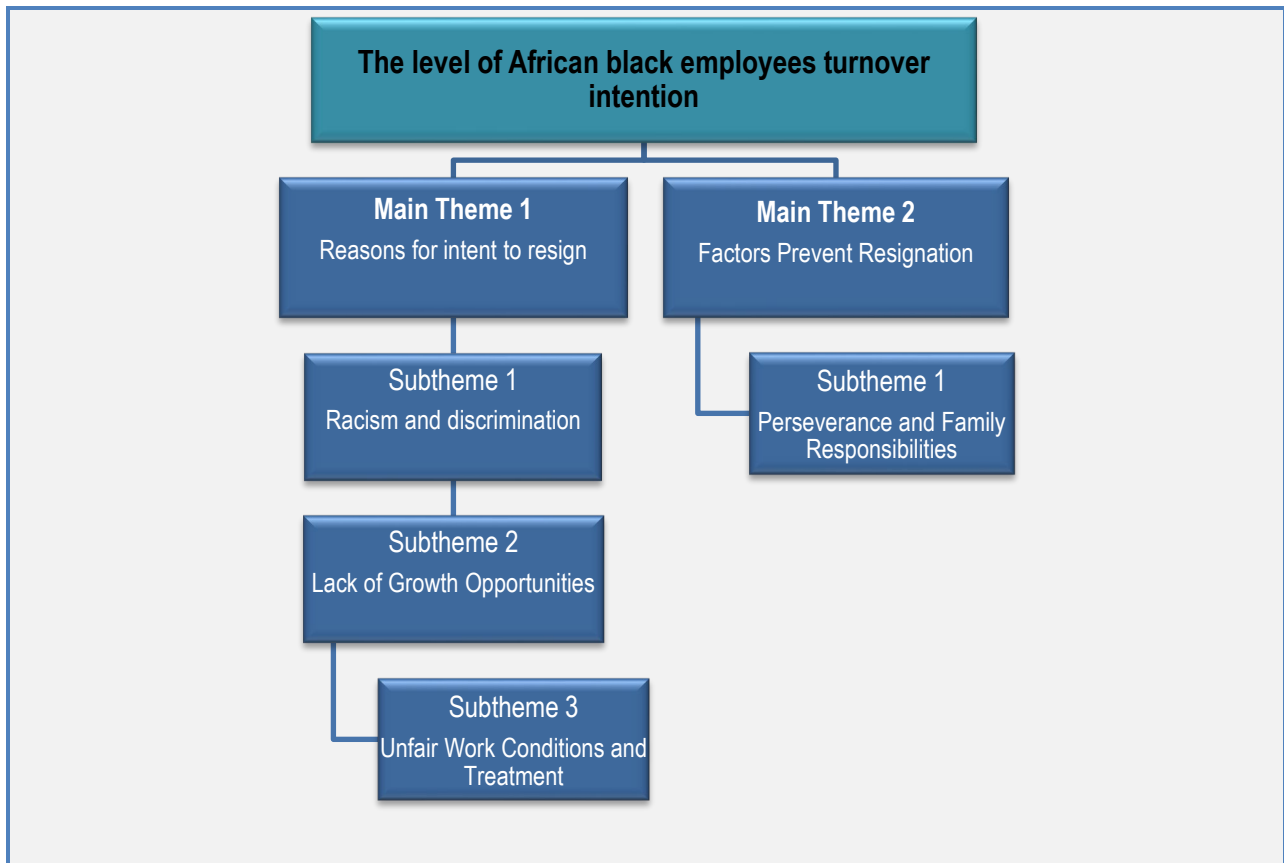 The level of African black employees turnover
intention
Main Theme 1
Reasons for intent to resign
Main Theme 2
Factors Prevent Resignation
Subtheme 1
Racism and discrimination
Subtheme 1
Perseverance and Family
Responsibilities
Subtheme 2
Lack of Growth Opportunities
Subtheme 3
Unfair Work Conditions and
Treatment